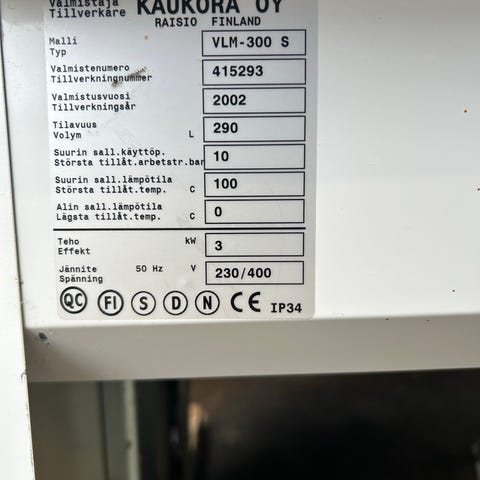 Valmistaja KAUKORA OY
Tillverkare RAISIO FINLAND
Malli
Typ VLM-300 S
Valmistenumero
Tillverkningnummer 415293
Valmistusvuosi
Tillverkningsår 2002
Tilavuus
Volym L 290
Suurin sall.käyttöp.
Största tillåt.arbetstr.bar 10
Suurin sall.lämpötila
Största tillåt.temp. C 100
Alin sall.lämpötila
Lägsta tillåt.temp. C 0
Teho
Effekt kW 3
Jännite 50 Hz V
Spänning 230/400
QC FI S D N CE IP34